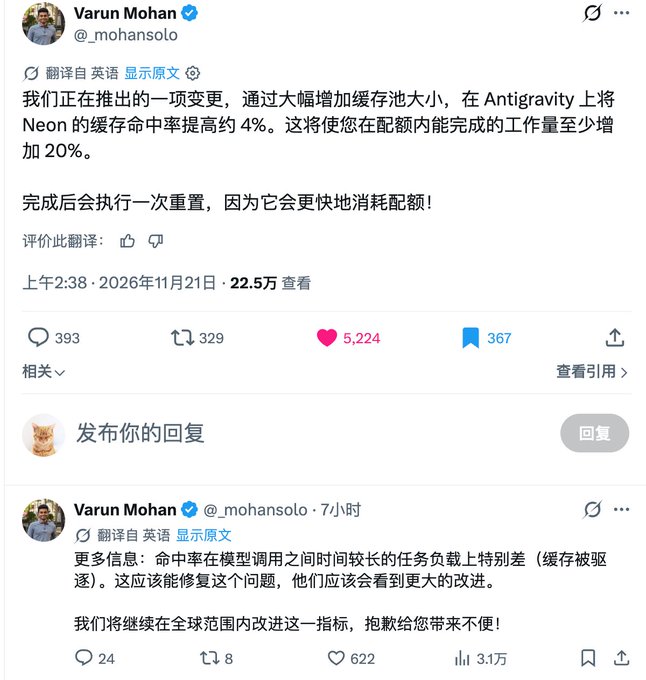 Varun Mohan
@_mohansolo
翻译自 英语 显示原文
我们正在推出的一项变更，通过大幅增加缓存池大小，在 Antigravity 上将
Neon 的缓存命中率提高约 4%。这将使您在配额内能完成的工作量至少增
加 20%。
完成后会执行一次重置，因为它会更快地消耗配额！
评价此翻译：
上午2:38 · 2026年11月21日 · 22.5万 查看
393 329 5,224 367
相关 查看引用
发布你的回复 回复
Varun Mohan @_mohansolo · 7小时
翻译自 英语 显示原文
更多信息：命中率在模型调用之间时间较长的任务负载上特别差（缓存被驱
逐）。这应该能修复这个问题，他们应该会看到更大的改进。
我们将继续在全球范围内改进这一指标，抱歉给您带来不便！
24 8 622 3.1万